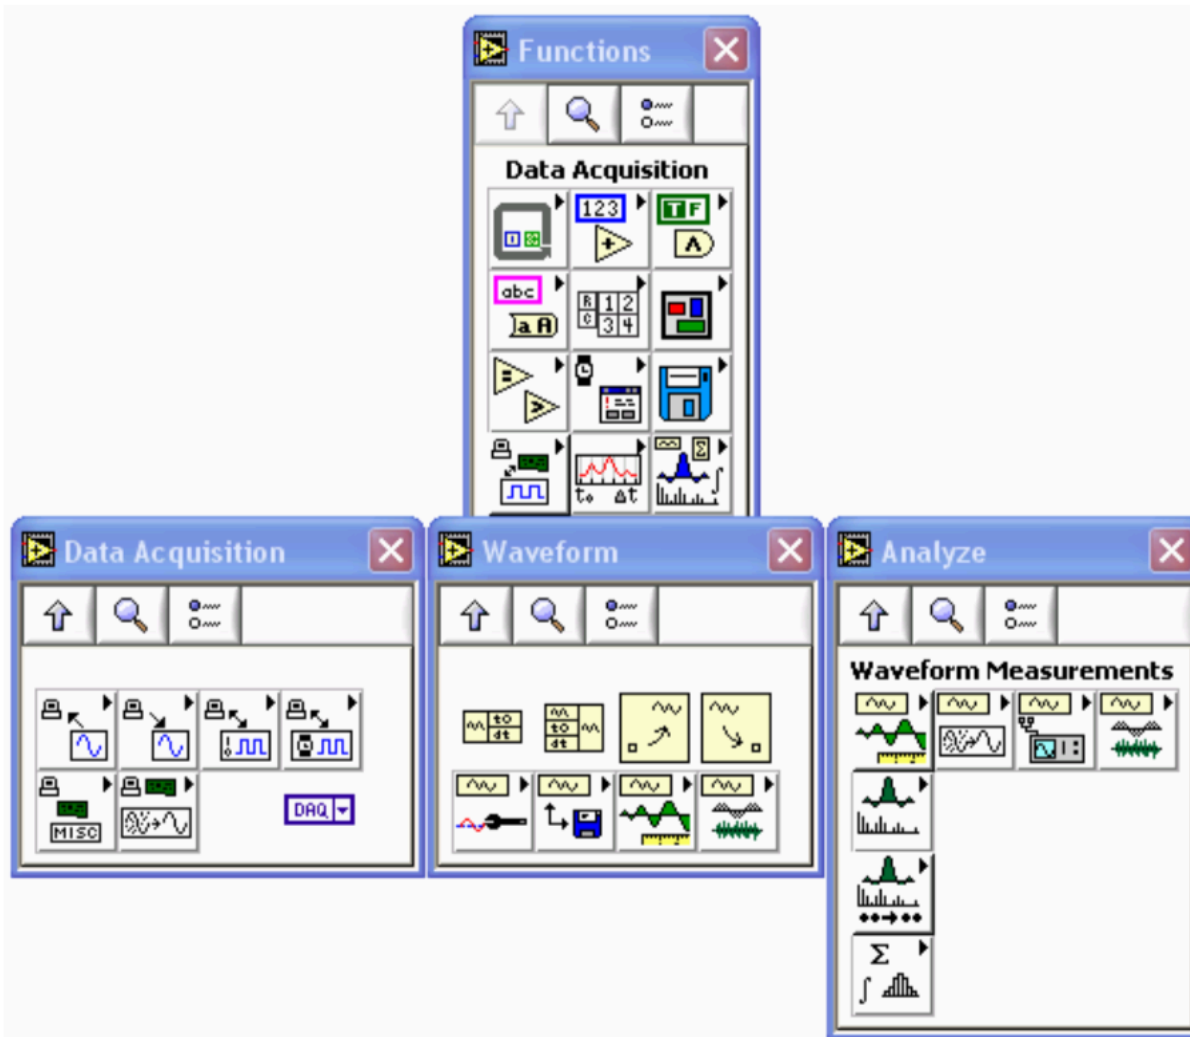 Functions
Data Acquisition
123
TF
abc
aA
R 1 2
C 3 4
t₀ Δt
Σ
∫
Data Acquisition
MISC
DAQ
Waveform
t0
dt
t0
dt
Analyze
Waveform Measurements
Σ
∫